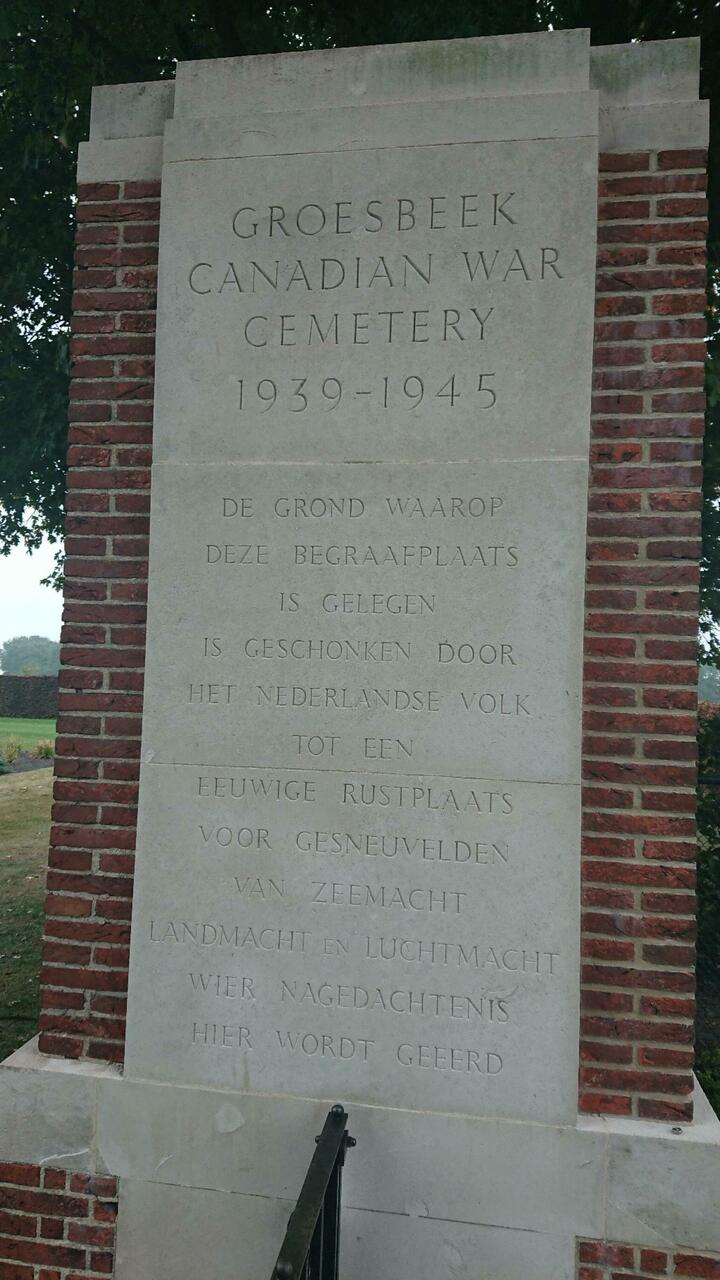 GROESBEEK
CANADIAN WAR
CEMETERY
1939-1945
DE GROND WAAROP
DEZE BEGRAAFPLAATS
IS GELEGEN
IS GESCHONKEN DOOR
HET NEDERLANDSE VOLK
TOT EEN
EEUWIGE RUSTPLAATS
VOOR GESNEUVELDEN
VAN ZEEMACHT
LANDMACHT EN LUCHTMACHT
WIER NAGEDACHTENIS
HIER WORDT GEEERD